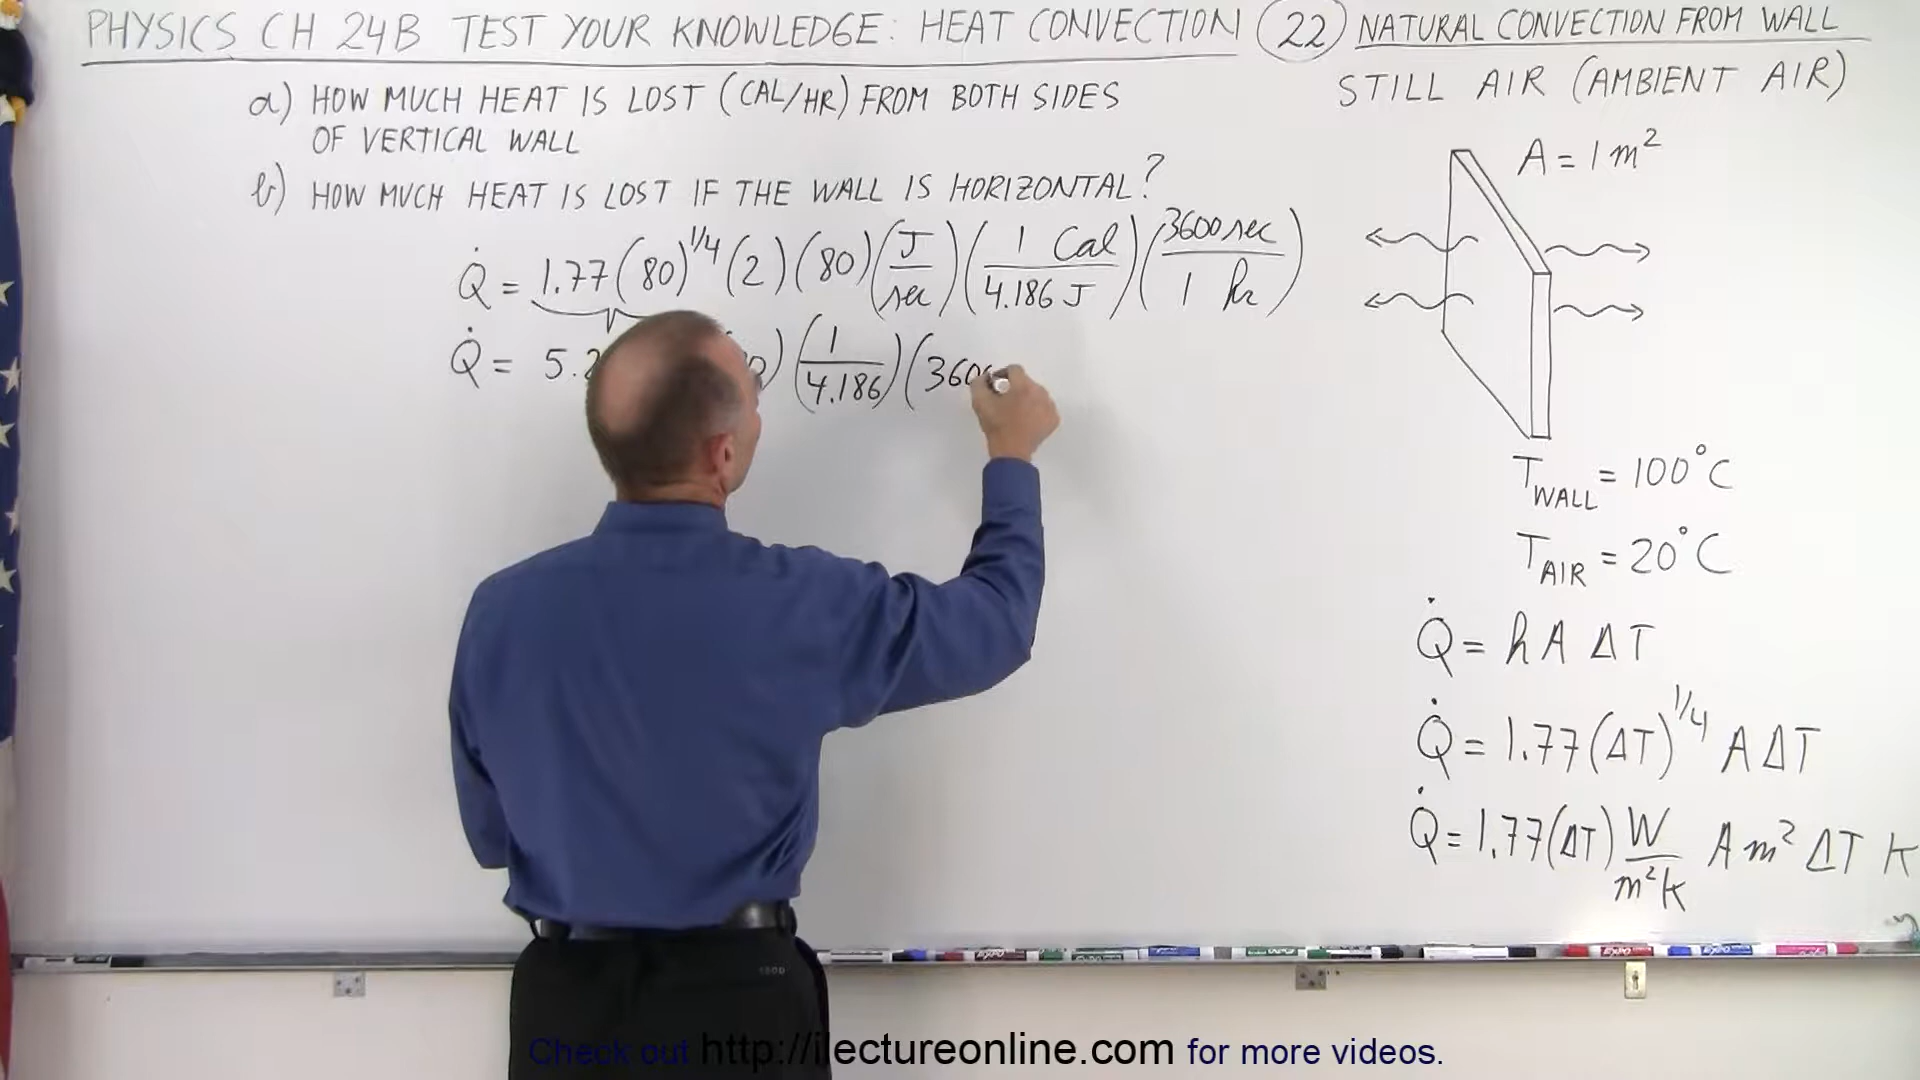 PHYSICS CH 24B TEST YOUR KNOWLEDGE: HEAT CONVECTION (22) NATURAL CONVECTION FROM WALL
STILL AIR (AMBIENT AIR)
a) HOW MUCH HEAT IS LOST (CAL/HR) FROM BOTH SIDES
OF VERTICAL WALL
b) HOW MUCH HEAT IS LOST IF THE WALL IS HORIZONTAL?
Q̇ = 1.77 (80)^1/4 (2) (80) (J/sec) (1 Cal/4.186 J) (3600 sec/1 hr)
Q̇ = 5.2 (1/4.186) (360
A = 1 m²
T WALL = 100°C
T AIR = 20°C
Q̇ = h A ΔT
Q̇ = 1.77 (ΔT)^1/4 A ΔT
Q̇ = 1.77 (ΔT) W/m²K A m² ΔT K
Check out http://ilectureonline.com for more videos.